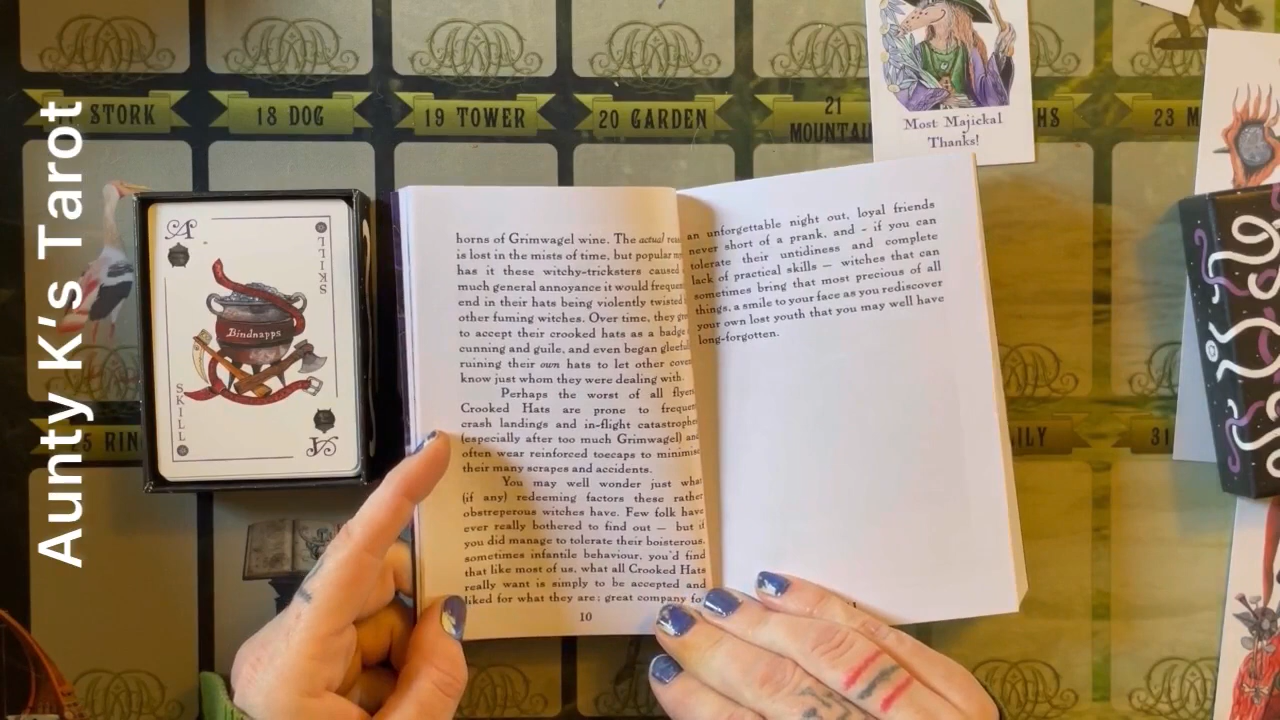 Aunty K's Tarot
STORK
18 DOG
19 TOWER
20 GARDEN
21
MOUNTAI
HS
23 M
Most Majickal
Thanks!
A
SKILL
Bindnapps
SKILL
A
RIN
LILY
31
horns of Grimwagel wine. The actual
is lost in the mists of time, but popular
has it these witchy-tricksters caused
much general annoyance it would frequen
end in their hats being violently twisted
other fuming witches. Over time, they
to accept their crooked hats as a badge
cunning and guile, and even began gleef
ruining their own hats to let other cove
know just whom they were dealing with.
Perhaps the worst of all flyers
Crooked Hats are prone to frequen
crash landings and in-flight catastrophe
(especially after too much Grimwagel) and
often wear reinforced toecaps to minimise
their many scrapes and accidents.
You may well wonder just what
(if any) redeeming factors these rather
obstreperous witches have. Few folk have
ever really bothered to find out — but if
you did manage to tolerate their boisterous,
sometimes infantile behaviour, you'd find
that like most of us, what all Crooked Hats
really want is simply to be accepted and
liked for what they are; great company fo
10
an unforgettable night out, loyal friends
never short of a prank, and - if you can
tolerate their untidiness and complete
lack of practical skills — witches that can
sometimes bring that most precious of all
things, a smile to your face as you rediscover
your own lost youth that you may well have
long-forgotten.